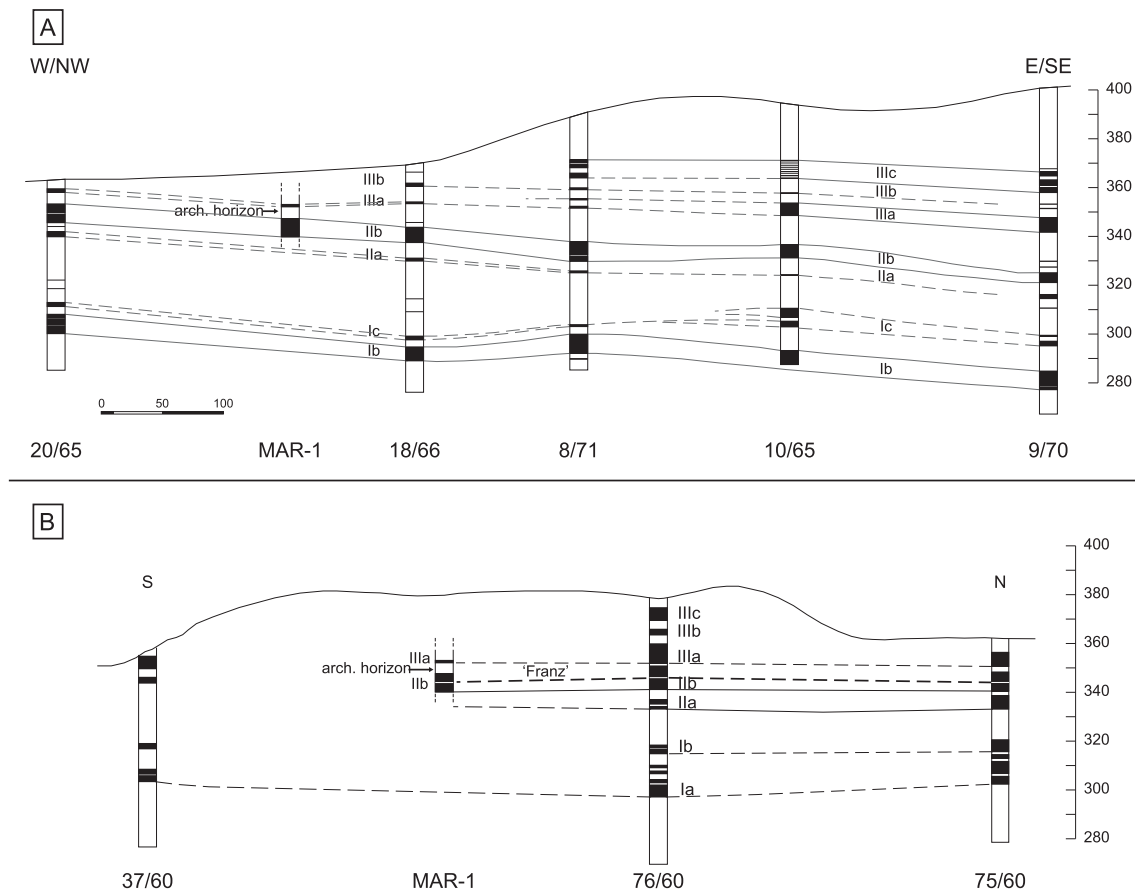 A
W/NW
E/SE
400
380
360
340
320
300
280
IIIb
IIIa
arch. horizon
IIb
IIa
Ic
Ib
IIIc
IIIb
IIIa
IIb
IIa
Ic
Ib
0 50 100
20/65 MAR-1 18/66 8/71 10/65 9/70
B
S
N
400
380
360
340
320
300
280
IIIa
arch. horizon
IIb
'Franz'
IIIc
IIIb
IIIa
IIb
IIa
Ib
Ia
37/60 MAR-1 76/60 75/60